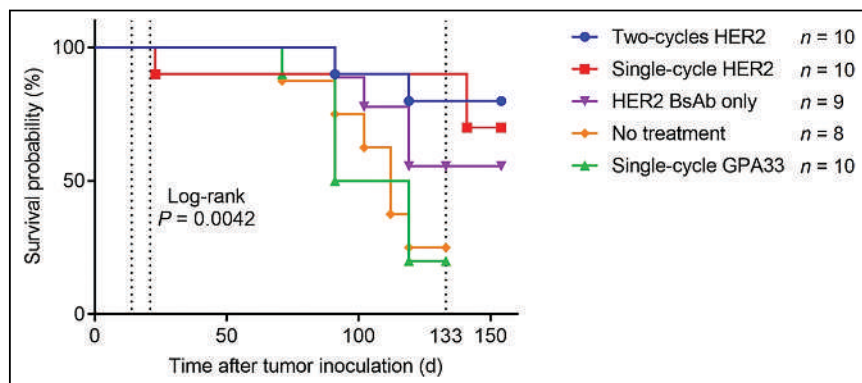 Survival probability (%)
100
50
0
Log-rank
P = 0.0042
0
50
100
133
150
Time after tumor inoculation (d)
Two-cycles HER2 n = 10
Single-cycle HER2 n = 10
HER2 BsAb only n = 9
No treatment n = 8
Single-cycle GPA33 n = 10